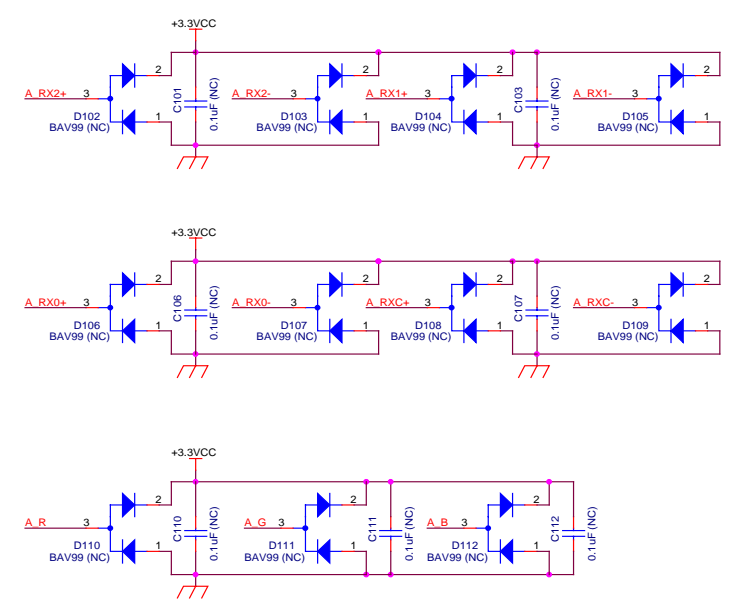 +3.3VCC
A_RX2+ 3 2 1
D102
BAV99 (NC)
C101
0.1uF (NC)
A_RX2- 3 2 1
D103
BAV99 (NC)
A_RX1+ 3 2 1
D104
BAV99 (NC)
C103
0.1uF (NC)
A_RX1- 3 2 1
D105
BAV99 (NC)
+3.3VCC
A_RX0+ 3 2 1
D106
BAV99 (NC)
C106
0.1uF (NC)
A_RX0- 3 2 1
D107
BAV99 (NC)
A_RXC+ 3 2 1
D108
BAV99 (NC)
C107
0.1uF (NC)
A_RXC- 3 2 1
D109
BAV99 (NC)
+3.3VCC
A_R 3 2 1
D110
BAV99 (NC)
C110
0.1uF (NC)
A_G 3 2 1
D111
BAV99 (NC)
C111
0.1uF (NC)
A_B 3 2 1
D112
BAV99 (NC)
C112
0.1uF (NC)